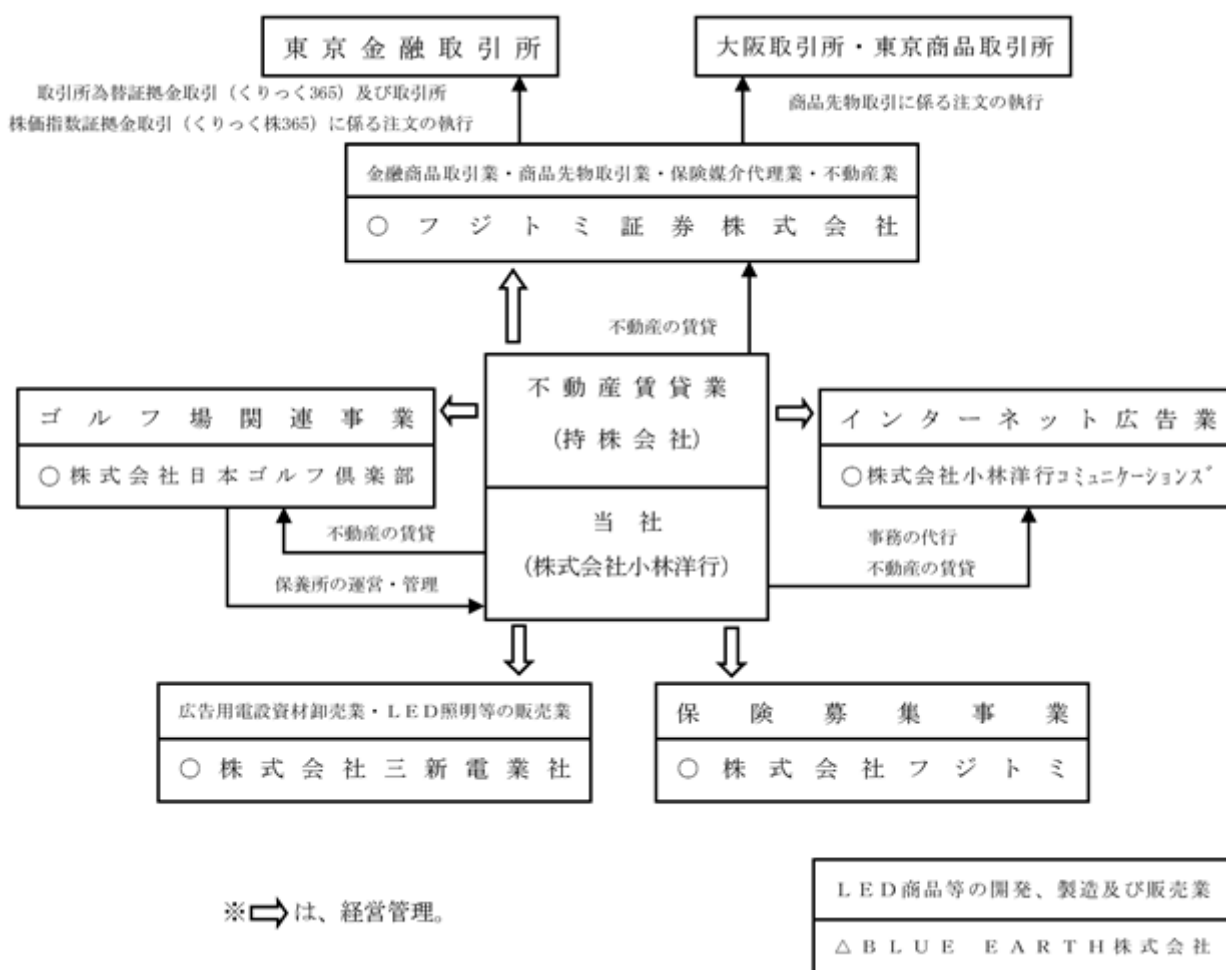 東京金融取引所
大阪取引所・東京商品取引所
取引所為替証拠金取引（くりっく365）及び取引所
株価指数証拠金取引（くりっく株365）に係る注文の執行
商品先物取引に係る注文の執行
金融商品取引業・商品先物取引業・保険媒介代理業・不動産業
○フジトミ証券株式会社
不動産の賃貸
不動産賃貸業
(持株会社)
ゴルフ場関連事業
○株式会社日本ゴルフ倶楽部
インターネット広告業
○株式会社小林洋行ｺﾐｭﾆｹｰｼｮﾝｽﾞ
当社
(株式会社小林洋行)
不動産の賃貸
保養所の運営・管理
事務の代行
不動産の賃貸
広告用電設資材卸売業・ＬＥＤ照明等の販売業
○株式会社三新電業社
保険募集事業
○株式会社フジトミ
※⇨は、経営管理。
ＬＥＤ商品等の開発、製造及び販売業
△ＢＬＵＥ　ＥＡＲＴＨ株式会社